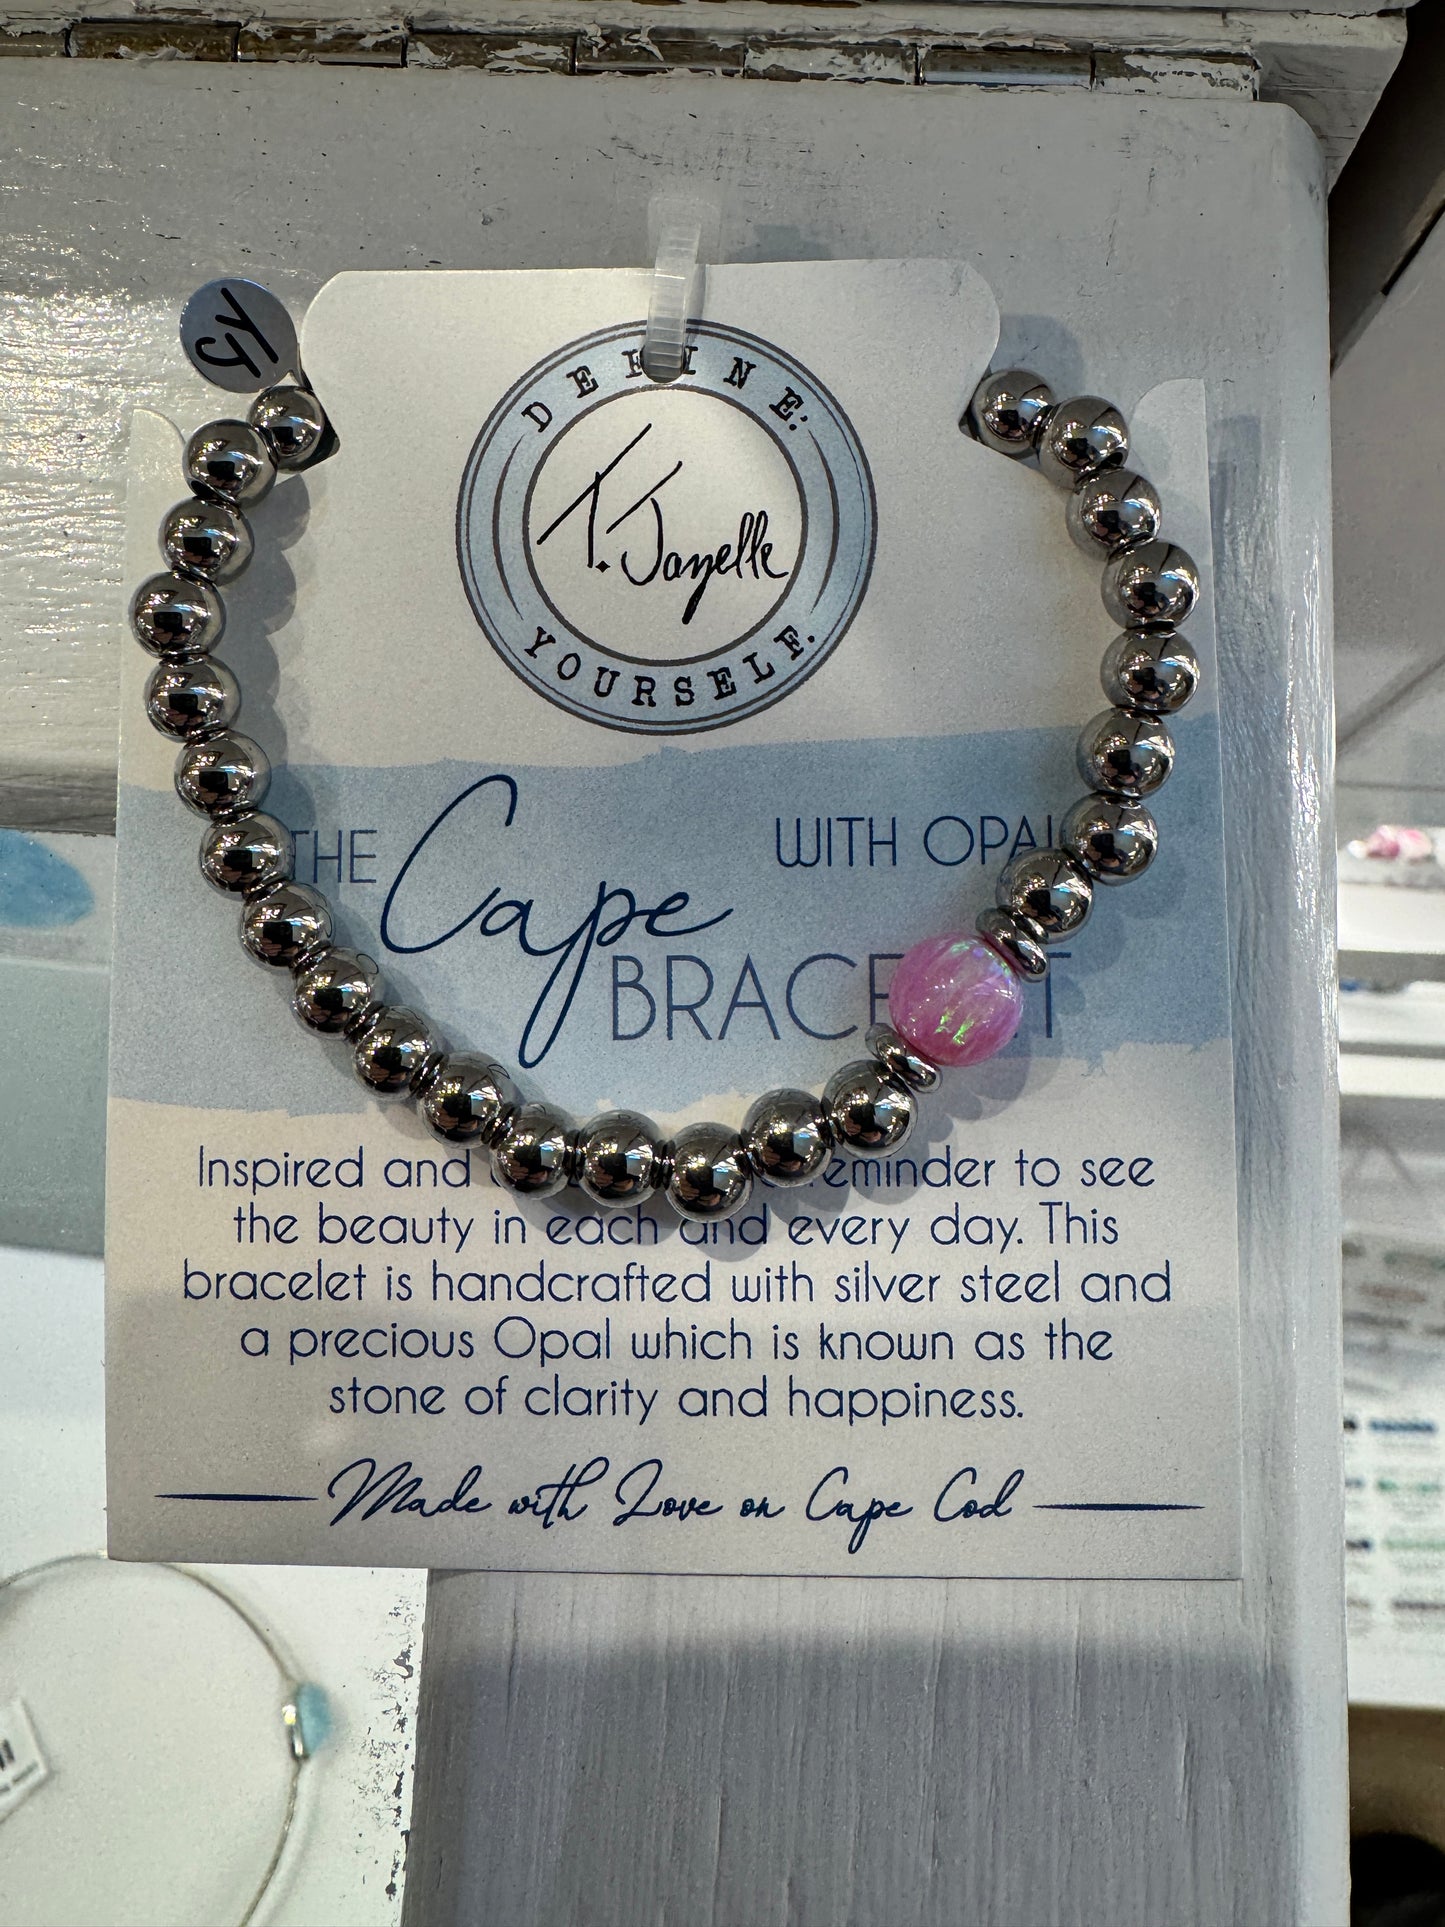 TJ
DEFINE:
T. Jazelle
YOURSELF.
THE Cape WITH OPAL
BRACELET
Inspired and reminder to see
the beauty in each and every day. This
bracelet is handcrafted with silver steel and
a precious Opal which is known as the
stone of clarity and happiness.
Made with Love on Cape Cod